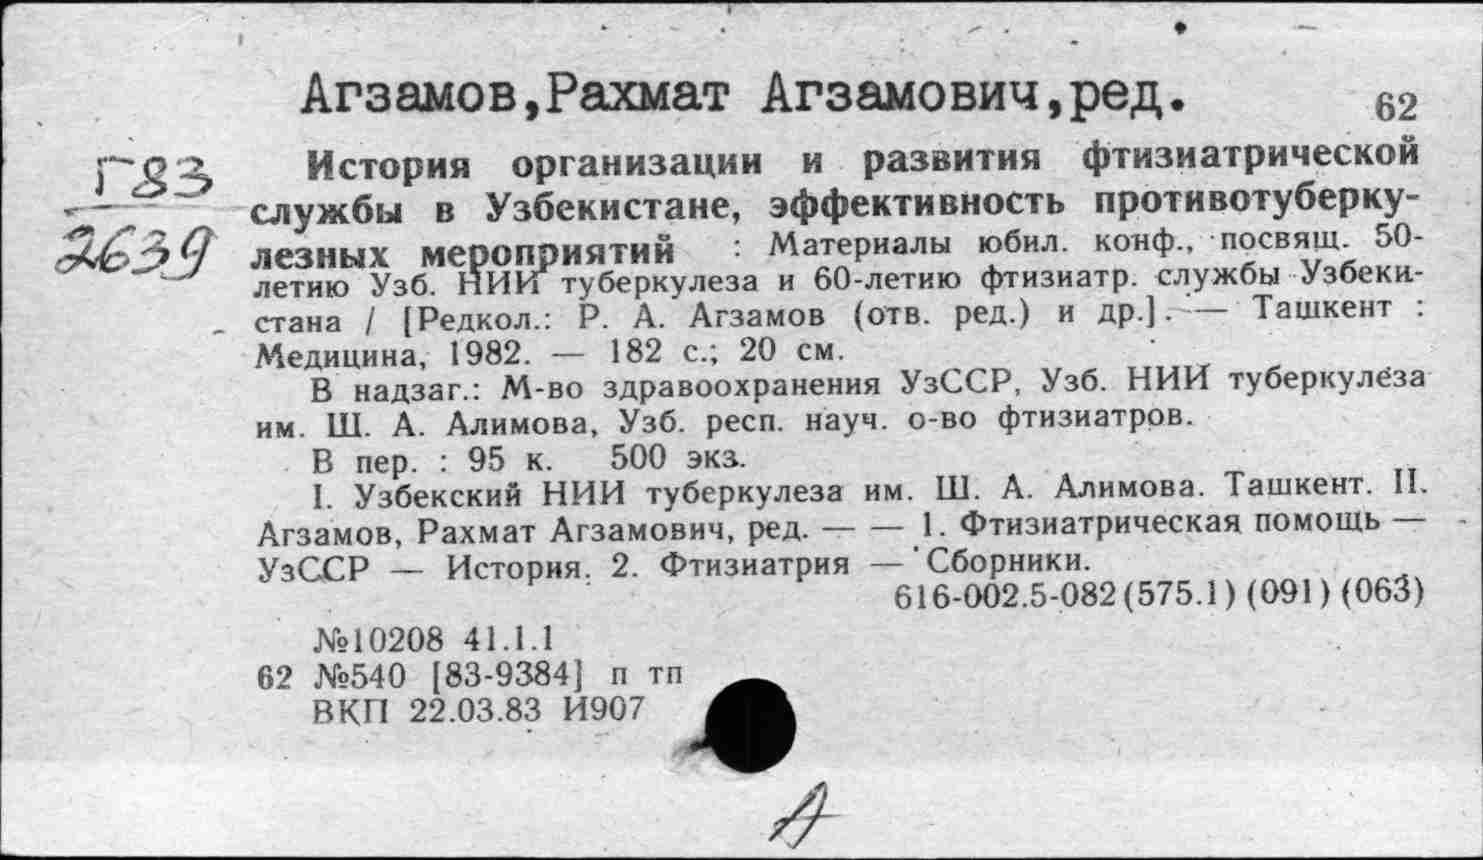 Агзамов,Рахмат Агзамович,ред.
62
Г83
2639
История организации и развития фтизиатрической
службы в Узбекистане, эффективность противотуберку-
лезных мероприятий : Материалы юбил. конф., посвящ. 50-
летию Узб. НИИ туберкулеза и 60-летию фтизиатр. службы Узбеки-
стана / [Редкол.: Р. А. Агзамов (отв. ред.) и др.]. — Ташкент :
Медицина, 1982. — 182 с.; 20 см.
В надзаг.: М-во здравоохранения УзССР, Узб. НИИ туберкулеза
им. Ш. А. Алимова, Узб. респ. науч. о-во фтизиатров.
В пер. : 95 к. 500 экз.
I. Узбекский НИИ туберкулеза им. Ш. А. Алимова. Ташкент. II.
Агзамов, Рахмат Агзамович, ред. — — 1. Фтизиатрическая помощь —
УзССР — История. 2. Фтизиатрия — Сборники.
616-002.5-082(575.1)(091)(063)
№10208 41.1.1
62 №540 [83-9384] п тп
ВКП 22.03.83 И907
А